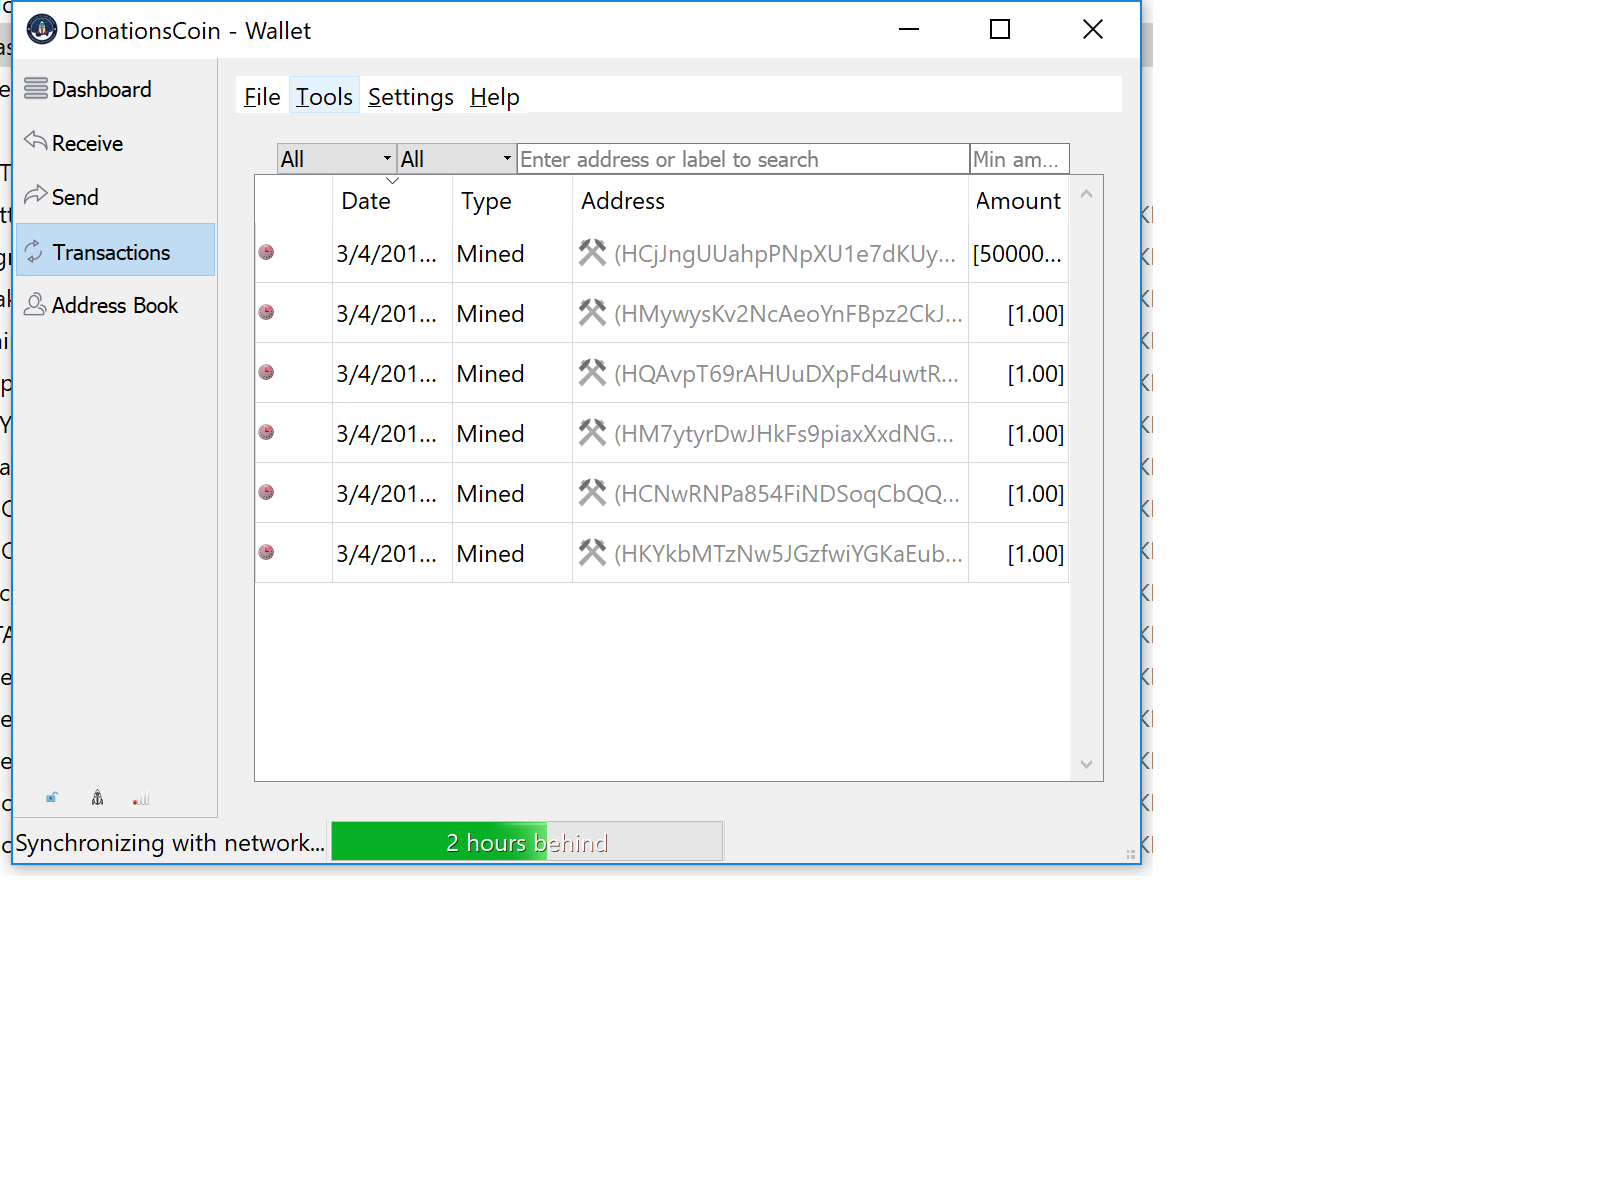 DonationsCoin - Wallet
Dashboard
Receive
Send
Transactions
Address Book
File Tools Settings Help
All All Enter address or label to search Min am...
Date Type Address Amount
3/4/201... Mined (HCjJngUUahpPNpXU1e7dKUy... [50000...
3/4/201... Mined (HMywysKv2NcAeoYnFBpz2CkJ... [1.00]
3/4/201... Mined (HQAvpT69rAHUuDXpFd4uwtR... [1.00]
3/4/201... Mined (HM7ytyrDwJHkFs9piaxXxdNG... [1.00]
3/4/201... Mined (HCNwRNPa854FiNDSoqCbQQ... [1.00]
3/4/201... Mined (HKYkbMTzNw5JGzfwiYGKaEub... [1.00]
Synchronizing with network... 2 hours behind